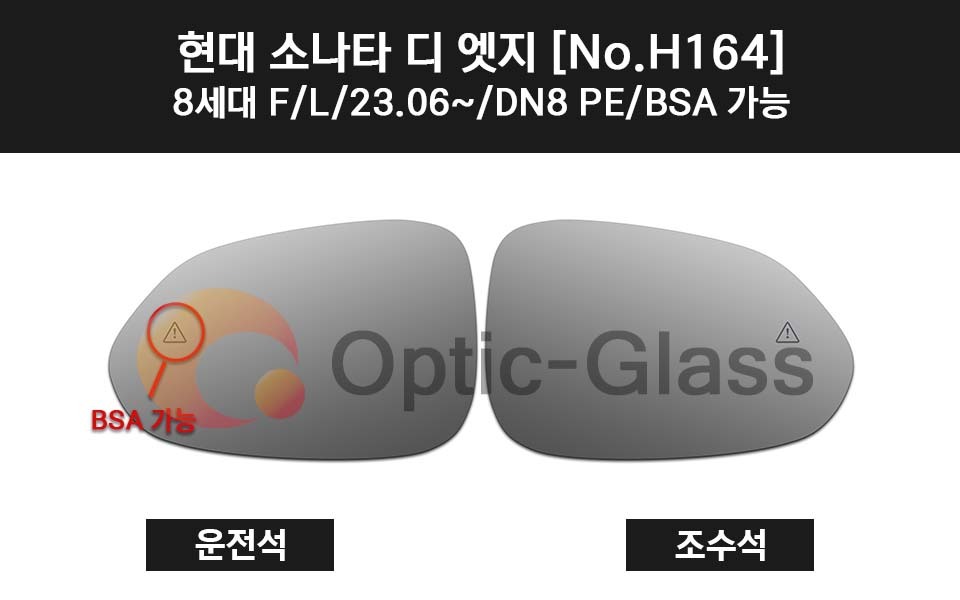 현대 소나타 디 엣지 [No.H164]
8세대 F/L/23.06~/DN8 PE/BSA 가능
Optic-Glass
BSA 가능
운전석
조수석